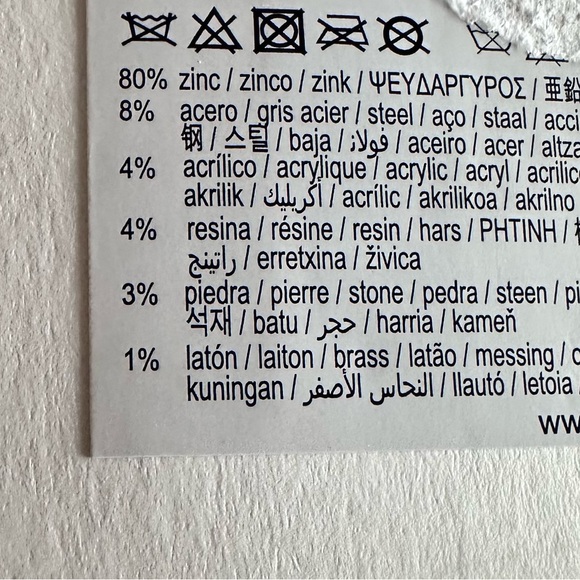 80% zinc / zinco / zink / ΨΕΥΔΑΡΓΥΡΟΣ / 亜鉛
8% acero / gris acier / steel / aço / staal / acci
钢 / 스틸 / baja / فولاذ / aceiro / acer / altza
4% acrílico / acrylique / acrylic / acryl / acrilico
akrilik / أكريليك / acrílic / akrilikoa / akrilno
4% resina / résine / resin / hars / ΡΗΤΙΝΗ /
راتينج / erretxina / živica
3% piedra / pierre / stone / pedra / steen / pi
석재 / batu / حجر / harria / kameň
1% latón / laiton / brass / latão / messing /
kuningan / النحاس الأصفر / llautó / letoia
ww